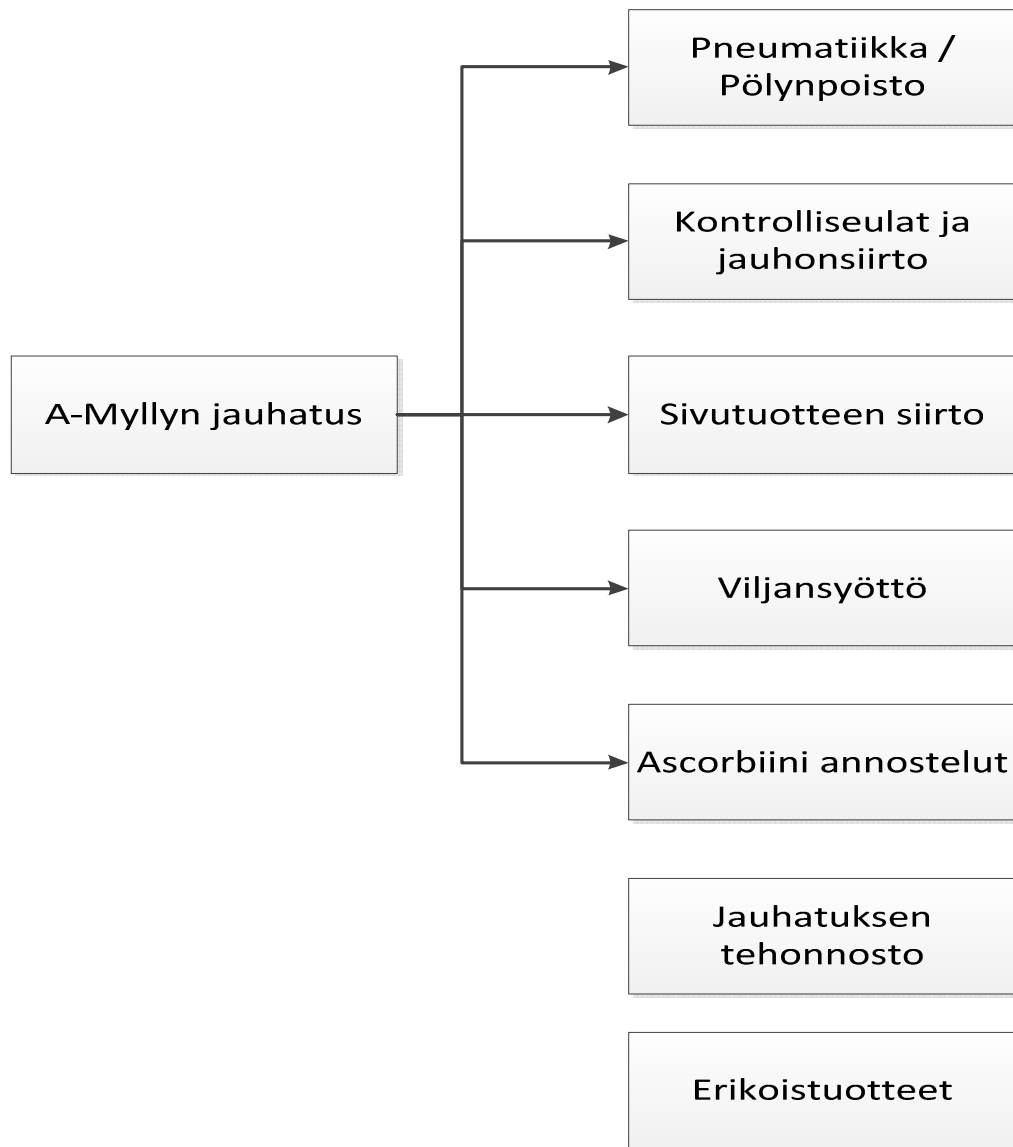 Pneumatiikka /
Pölynpoisto
Kontrolliseulat ja
jauhonsiirto
A-Myllyn jauhatus
Sivutuotteen siirto
Viljansyöttö
Ascorbiini annostelut
Jauhatuksen
tehonnosto
Erikoistuotteet